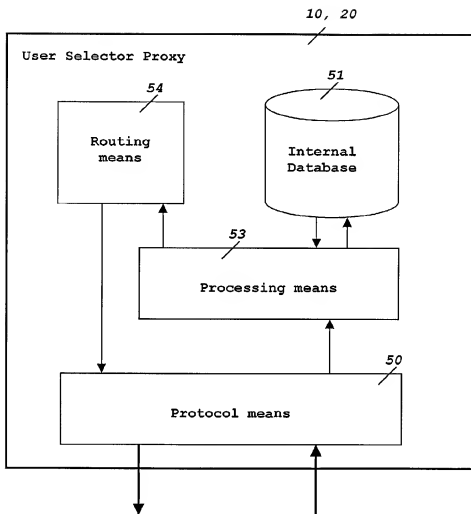 10, 20
User Selector Proxy
54
51
Routing
means
Internal
Database
53
Processing means
50
Protocol means